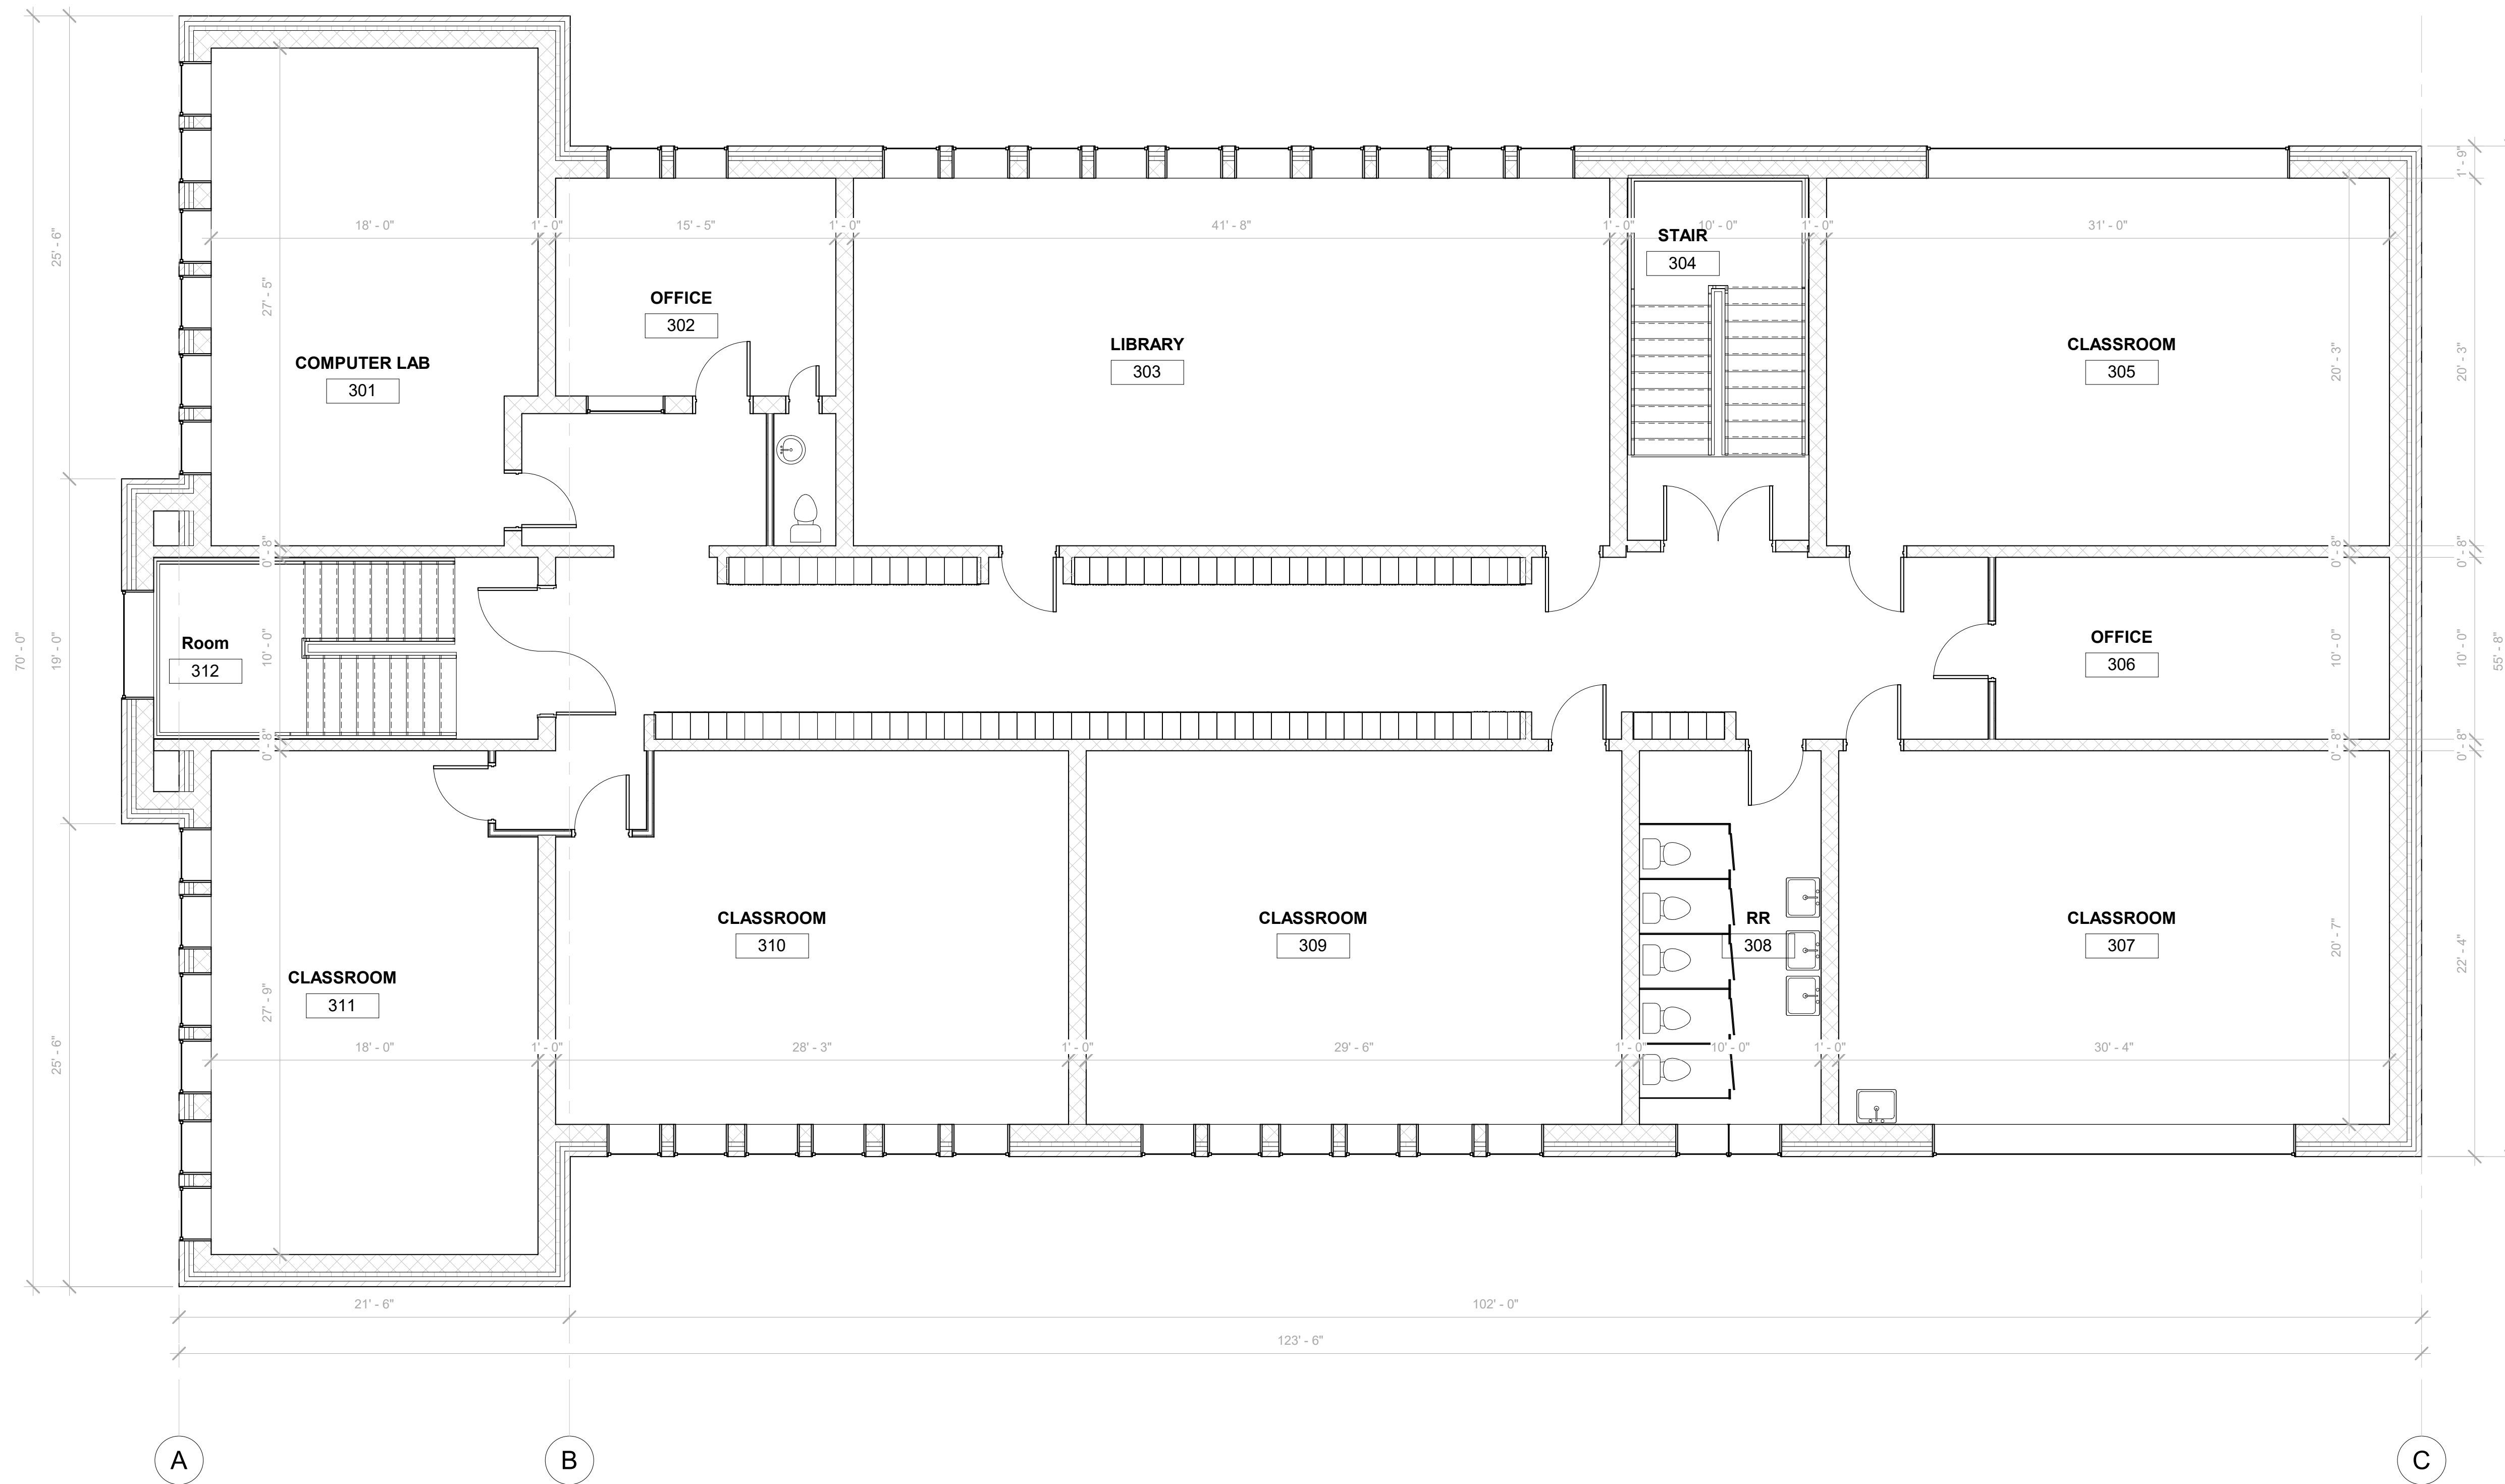 1' - 9"
18' - 0"
1' - 0"
15' - 5"
1' - 0"
41' - 8"
1' - 0"
10' - 0"
1' - 0"
31' - 0"
STAIR
304
25' - 6"
27' - 5"
OFFICE
302
COMPUTER LAB
301
LIBRARY
303
CLASSROOM
305
20' - 3"
20' - 3"
0' - 8"
0' - 8"
0' - 8"
70' - 0"
19' - 0"
Room
312
10' - 0"
OFFICE
306
10' - 0"
10' - 0"
55' - 8"
0' - 8"
0' - 8"
0' - 8"
CLASSROOM
310
CLASSROOM
309
RR
308
CLASSROOM
307
20' - 7"
22' - 4"
CLASSROOM
311
27' - 9"
25' - 6"
18' - 0"
1' - 0"
28' - 3"
1' - 0"
29' - 6"
1' - 0"
10' - 0"
1' - 0"
30' - 4"
21' - 6"
102' - 0"
123' - 6"
A
B
C